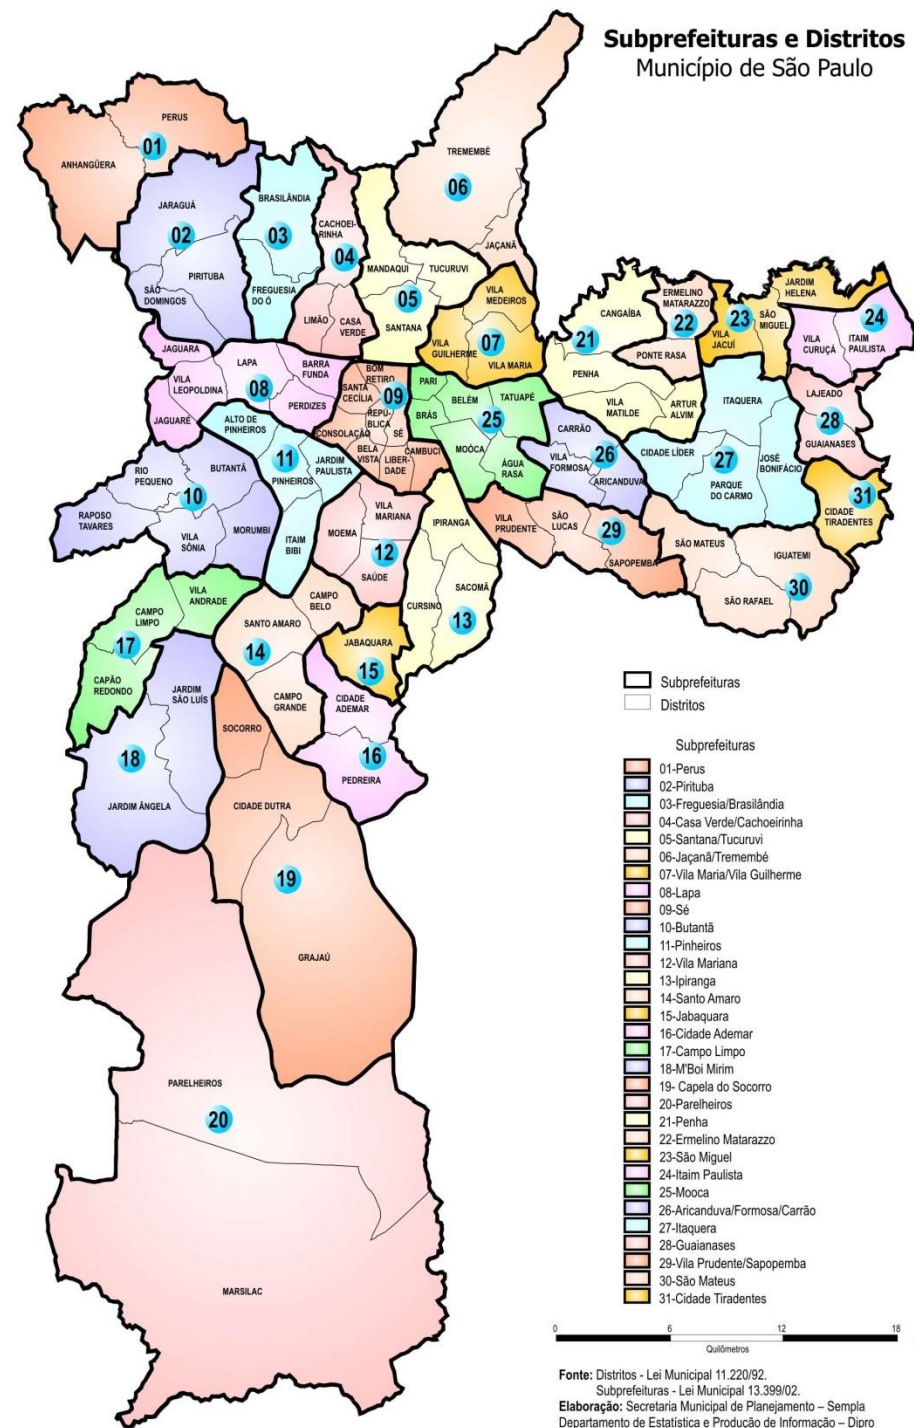 Subprefeituras e Distritos
Município de São Paulo
PERUS
01
ANHANGÜERA
TREMEMBÉ
06
JAÇANÃ
JARAGUÁ
02
PIRITUBA
SÃO
DOMINGOS
BRASILÂNDIA
03
FREGUESIA
DO Ó
CACHOEI-
RINHA
04
LIMÃO
CASA
VERDE
MANDAQUI
TUCURUVI
05
SANTANA
VILA
MEDEIROS
VILA
GUILHERME
07
VILA MARIA
CANGAÍBA
21
PENHA
VILA
MATILDE
ARTUR
ALVIM
ERMELINO
MATARAZZO
22
PONTE RASA
23
VILA
JACUÍ
SÃO
MIGUEL
JARDIM
HELENA
24
VILA
CURUÇÁ
ITAIM
PAULISTA
JAGUARA
LAPA
VILA
LEOPOLDINA
08
BARRA
FUNDA
PERDIZES
JAGUARÉ
BOM
RETIRO
SANTA
CECÍLIA
09
REPU-
BLICA
CONSOLAÇÃO
SÉ
BELA
VISTA
LIBER-
DADE
CAMBUCI
PARI
BELÉM
TATUAPÉ
BRÁS
25
MOÓCA
ÁGUA
RASA
CARRÃO
VILA
FORMOSA
26
ARICANDUVA
ITAQUERA
CIDADE LÍDER
27
PARQUE
DO CARMO
JOSÉ
BONIFÁCIO
LAJEADO
28
GUAIANASES
31
CIDADE
TIRADENTES
ALTO DE
PINHEIROS
11
PINHEIROS
JARDIM
PAULISTA
ITAIM
BIBI
RIO
PEQUENO
BUTANTÃ
10
RAPOSO
TAVARES
VILA
SÔNIA
MORUMBI
MOEMA
VILA
MARIANA
12
SAÚDE
IPIRANGA
SACOMÃ
CURSINO
13
VILA
PRUDENTE
SÃO
LUCAS
29
SAPOPEMBA
SÃO MATEUS
IGUATEMI
30
SÃO RAFAEL
VILA
ANDRADE
CAMPO
LIMPO
17
CAPÃO
REDONDO
CAMPO
BELO
SANTO AMARO
14
CAMPO
GRANDE
JABAQUARA
15
CIDADE
ADEMAR
16
PEDREIRA
JARDIM
SÃO LUÍS
18
JARDIM ÂNGELA
SOCORRO
CIDADE DUTRA
19
GRAJAÚ
PARELHEIROS
20
MARSILAC
Subprefeituras
Distritos
Subprefeituras
01-Perus
02-Pirituba
03-Freguesia/Brasilândia
04-Casa Verde/Cachoeirinha
05-Santana/Tucuruvi
06-Jaçanã/Tremembé
07-Vila Maria/Vila Guilherme
08-Lapa
09-Sé
10-Butantã
11-Pinheiros
12-Vila Mariana
13-Ipiranga
14-Santo Amaro
15-Jabaquara
16-Cidade Ademar
17-Campo Limpo
18-M'Boi Mirim
19- Capela do Socorro
20-Parelheiros
21-Penha
22-Ermelino Matarazzo
23-São Miguel
24-Itaim Paulista
25-Mooca
26-Aricanduva/Formosa/Carrão
27-Itaquera
28-Guaianases
29-Vila Prudente/Sapopemba
30-São Mateus
31-Cidade Tiradentes
0 6 12 18
Quilômetros
Fonte: Distritos - Lei Municipal 11.220/92.
Subprefeituras - Lei Municipal 13.399/02.
Elaboração: Secretaria Municipal de Planejamento – Sempla
Departamento de Estatística e Produção de Informação – Dipro